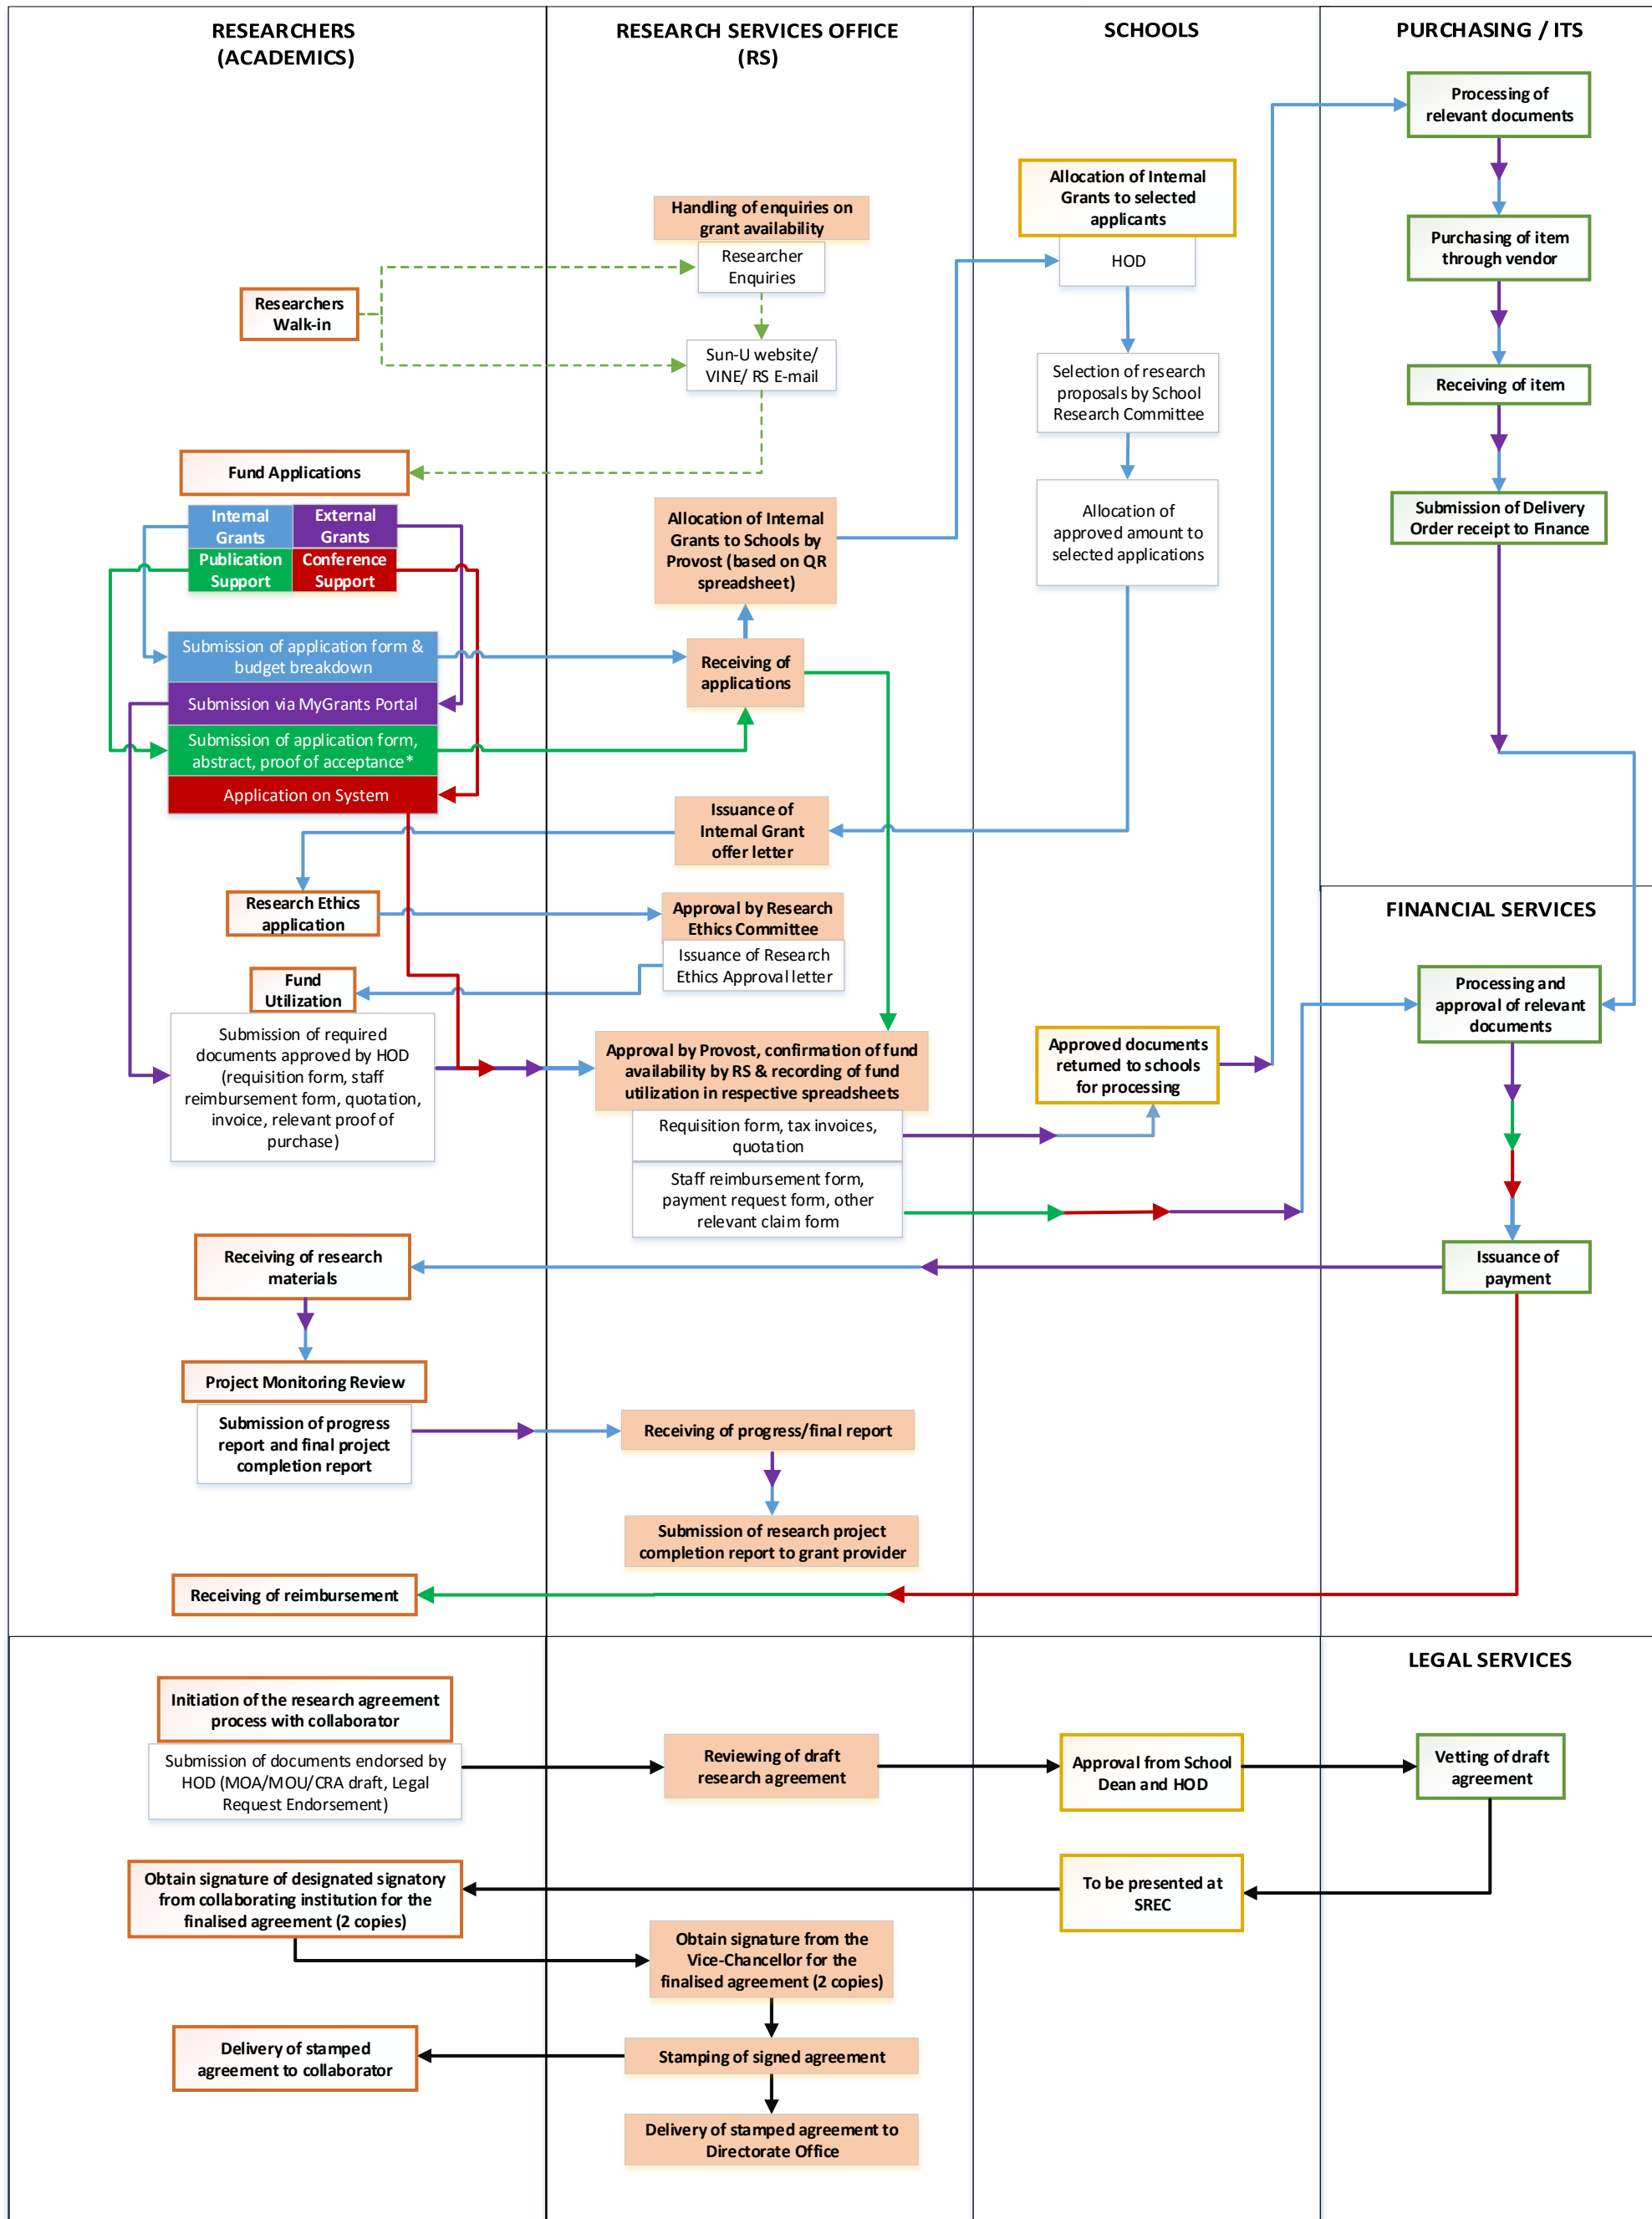 RESEARCHERS
(ACADEMICS)
RESEARCH SERVICES OFFICE
(RS)
SCHOOLS
PURCHASING / ITS
Processing of
relevant documents
Allocation of Internal
Grants to selected
applicants
HOD
Handling of enquiries on
grant availability
Researcher
Enquiries
Purchasing of item
through vendor
Researchers
Walk-in
Sun-U website/
VINE/ RS E-mail
Selection of research
proposals by School
Research Committee
Receiving of item
Fund Applications
Internal
Grants
External
Grants
Publication
Support
Conference
Support
Allocation of Internal
Grants to Schools by
Provost (based on QR
spreadsheet)
Allocation of
approved amount to
selected applications
Submission of Delivery
Order receipt to Finance
Submission of application form &
budget breakdown
Submission via MyGrants Portal
Submission of application form,
abstract, proof of acceptance*
Application on System
Receiving of
applications
Issuance of
Internal Grant
offer letter
Research Ethics
application
Approval by Research
Ethics Committee
Issuance of Research
Ethics Approval letter
FINANCIAL SERVICES
Fund
Utilization
Submission of required
documents approved by HOD
(requisition form, staff
reimbursement form, quotation,
invoice, relevant proof of
purchase)
Approval by Provost, confirmation of fund
availability by RS & recording of fund
utilization in respective spreadsheets
Requisition form, tax invoices,
quotation
Staff reimbursement form,
payment request form, other
relevant claim form
Approved documents
returned to schools
for processing
Processing and
approval of relevant
documents
Receiving of research
materials
Issuance of
payment
Project Monitoring Review
Submission of progress
report and final project
completion report
Receiving of progress/final report
Submission of research project
completion report to grant provider
Receiving of reimbursement
LEGAL SERVICES
Initiation of the research agreement
process with collaborator
Submission of documents endorsed by
HOD (MOA/MOU/CRA draft, Legal
Request Endorsement)
Reviewing of draft
research agreement
Approval from School
Dean and HOD
Vetting of draft
agreement
Obtain signature of designated signatory
from collaborating institution for the
finalised agreement (2 copies)
To be presented at
SREC
Obtain signature from the
Vice-Chancellor for the
finalised agreement (2 copies)
Delivery of stamped
agreement to collaborator
Stamping of signed agreement
Delivery of stamped agreement to
Directorate Office